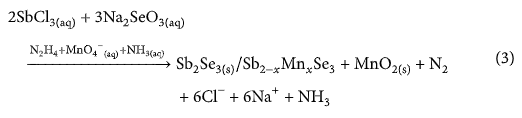 2SbCl₃₍aq₎ + 3Na₂SeO₃₍aq₎
N₂H₄+MnO₄⁻₍aq₎+NH₃₍aq₎
⟶ Sb₂Se₃₍s₎/Sb₂₋ₓMnₓSe₃ + MnO₂₍s₎ + N₂ (3)
+ 6Cl⁻ + 6Na⁺ + NH₃